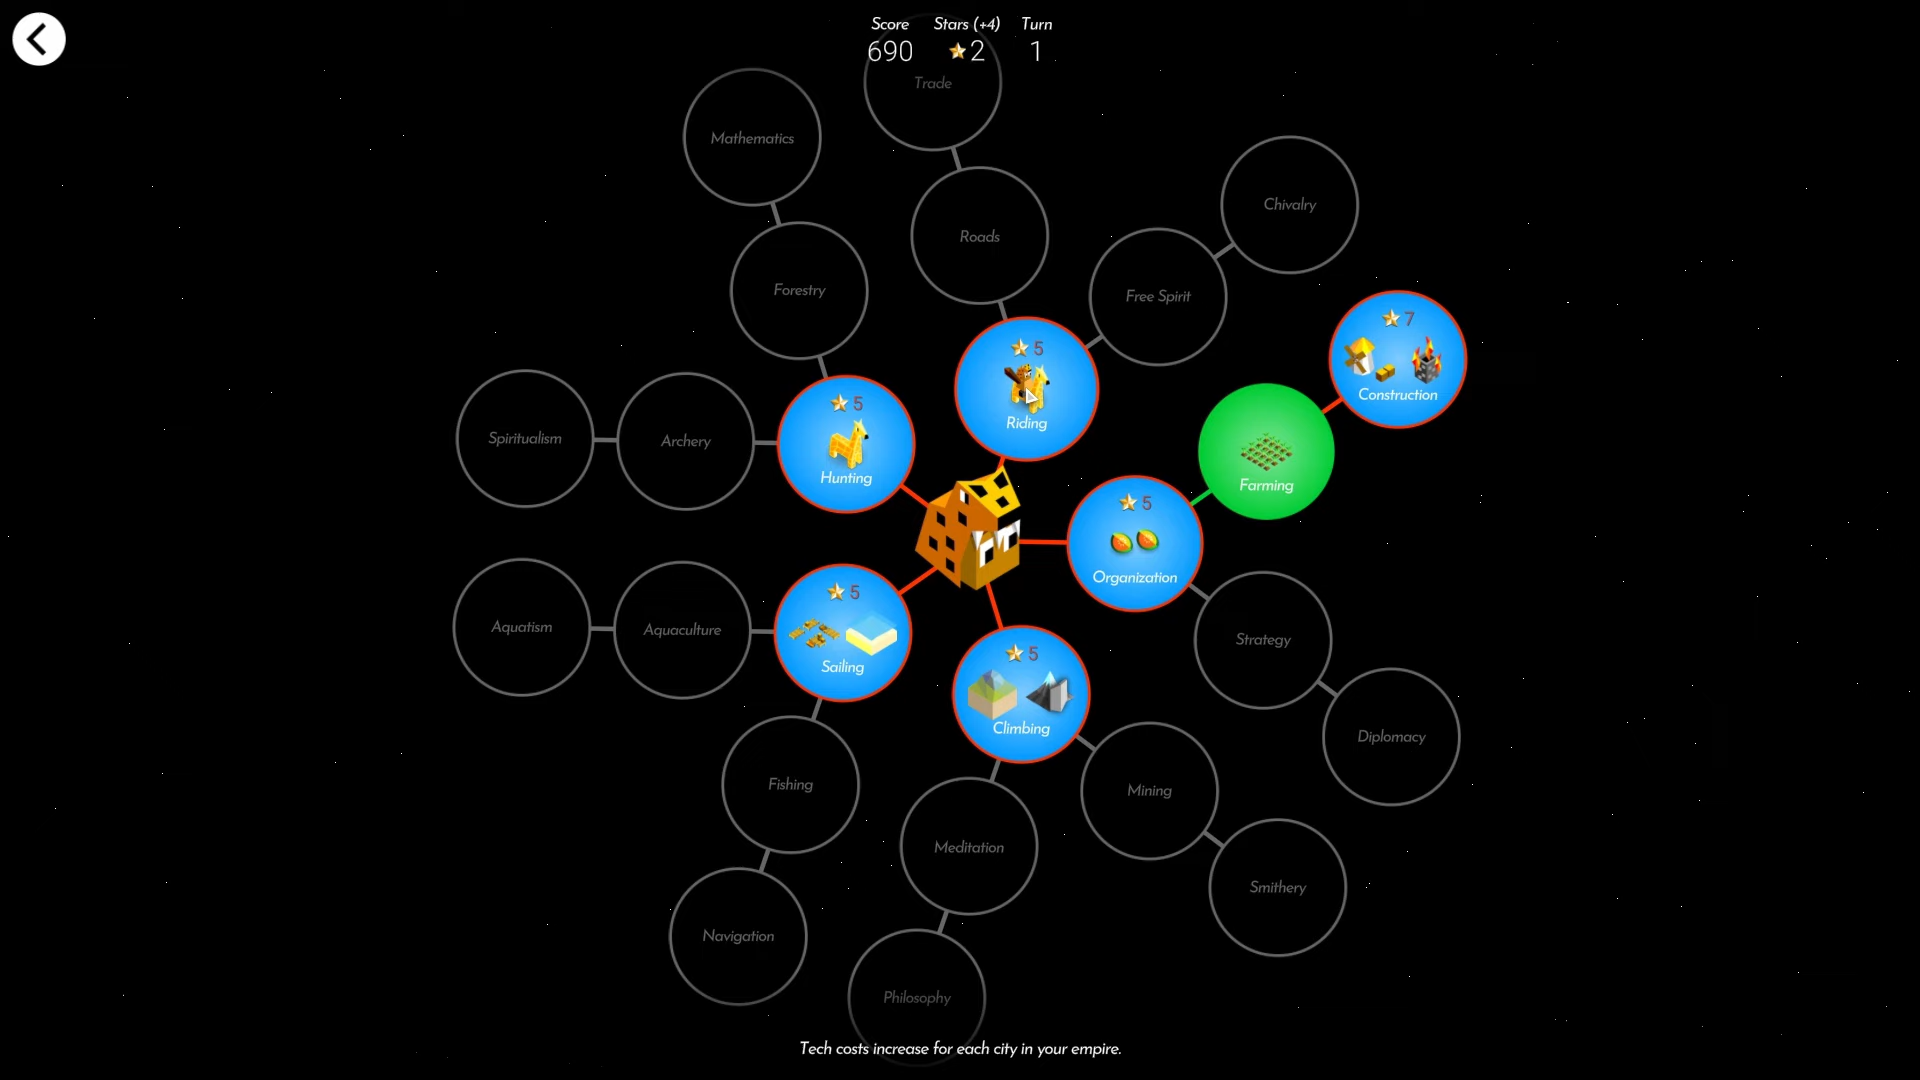 Score Stars (+4) Turn
690 2 1
Trade
Mathematics
Chivalry
Roads
Forestry
Free Spirit
7
Construction
5
Riding
5
Hunting
Spiritualism
Archery
Farming
5
Organization
5
Sailing
Aquatism
Aquaculture
Strategy
5
Climbing
Diplomacy
Fishing
Mining
Meditation
Smithery
Navigation
Philosophy
Tech costs increase for each city in your empire.